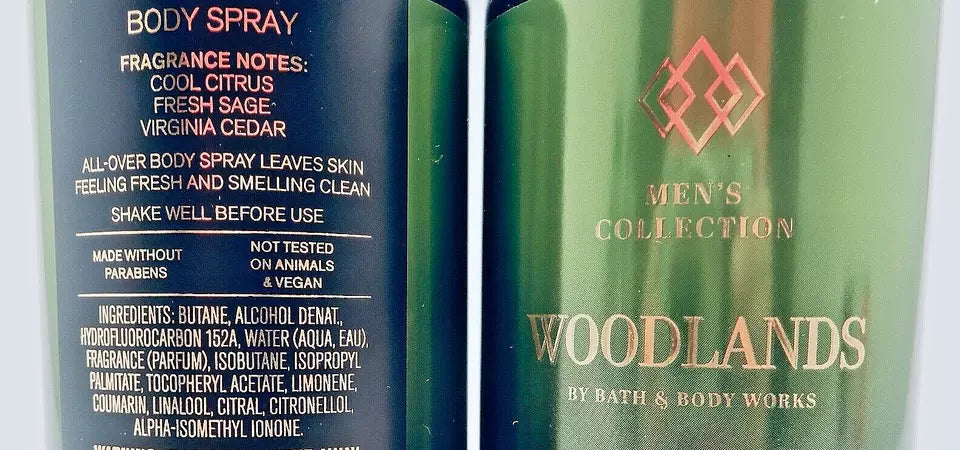 BODY SPRAY
FRAGRANCE NOTES:
COOL CITRUS
FRESH SAGE
VIRGINIA CEDAR
ALL-OVER BODY SPRAY LEAVES SKIN
FEELING FRESH AND SMELLING CLEAN
SHAKE WELL BEFORE USE
MADE WITHOUT
PARABENS
NOT TESTED
ON ANIMALS
& VEGAN
INGREDIENTS: BUTANE, ALCOHOL DENAT.,
HYDROFLUOROCARBON 152A, WATER (AQUA, EAU),
FRAGRANCE (PARFUM), ISOBUTANE, ISOPROPYL
PALMITATE, TOCOPHERYL ACETATE, LIMONENE,
COUMARIN, LINALOOL, CITRAL, CITRONELLOL,
ALPHA-ISOMETHYL IONONE.
MEN'S
COLLECTION
WOODLANDS
BY BATH & BODY WORKS